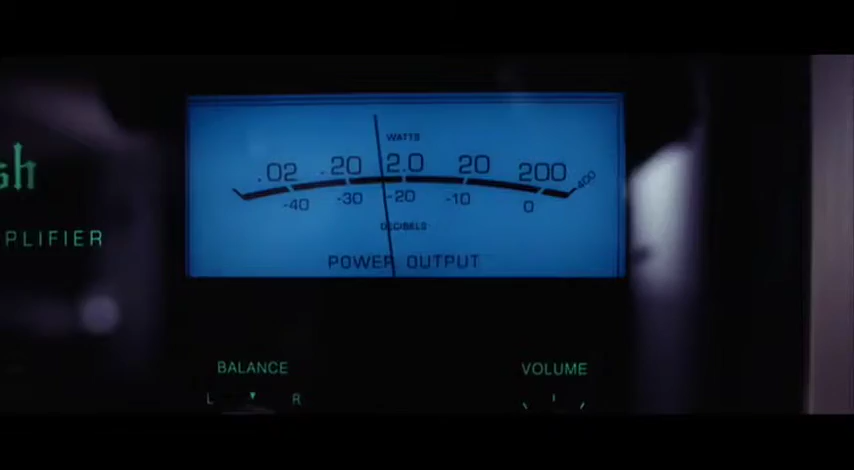 WATTS
.02 .20 2.0 20 200 400
-40 -30 -20 -10 0
DECIBELS
POWER OUTPUT
sh
PLIFIER
BALANCE
L R
VOLUME